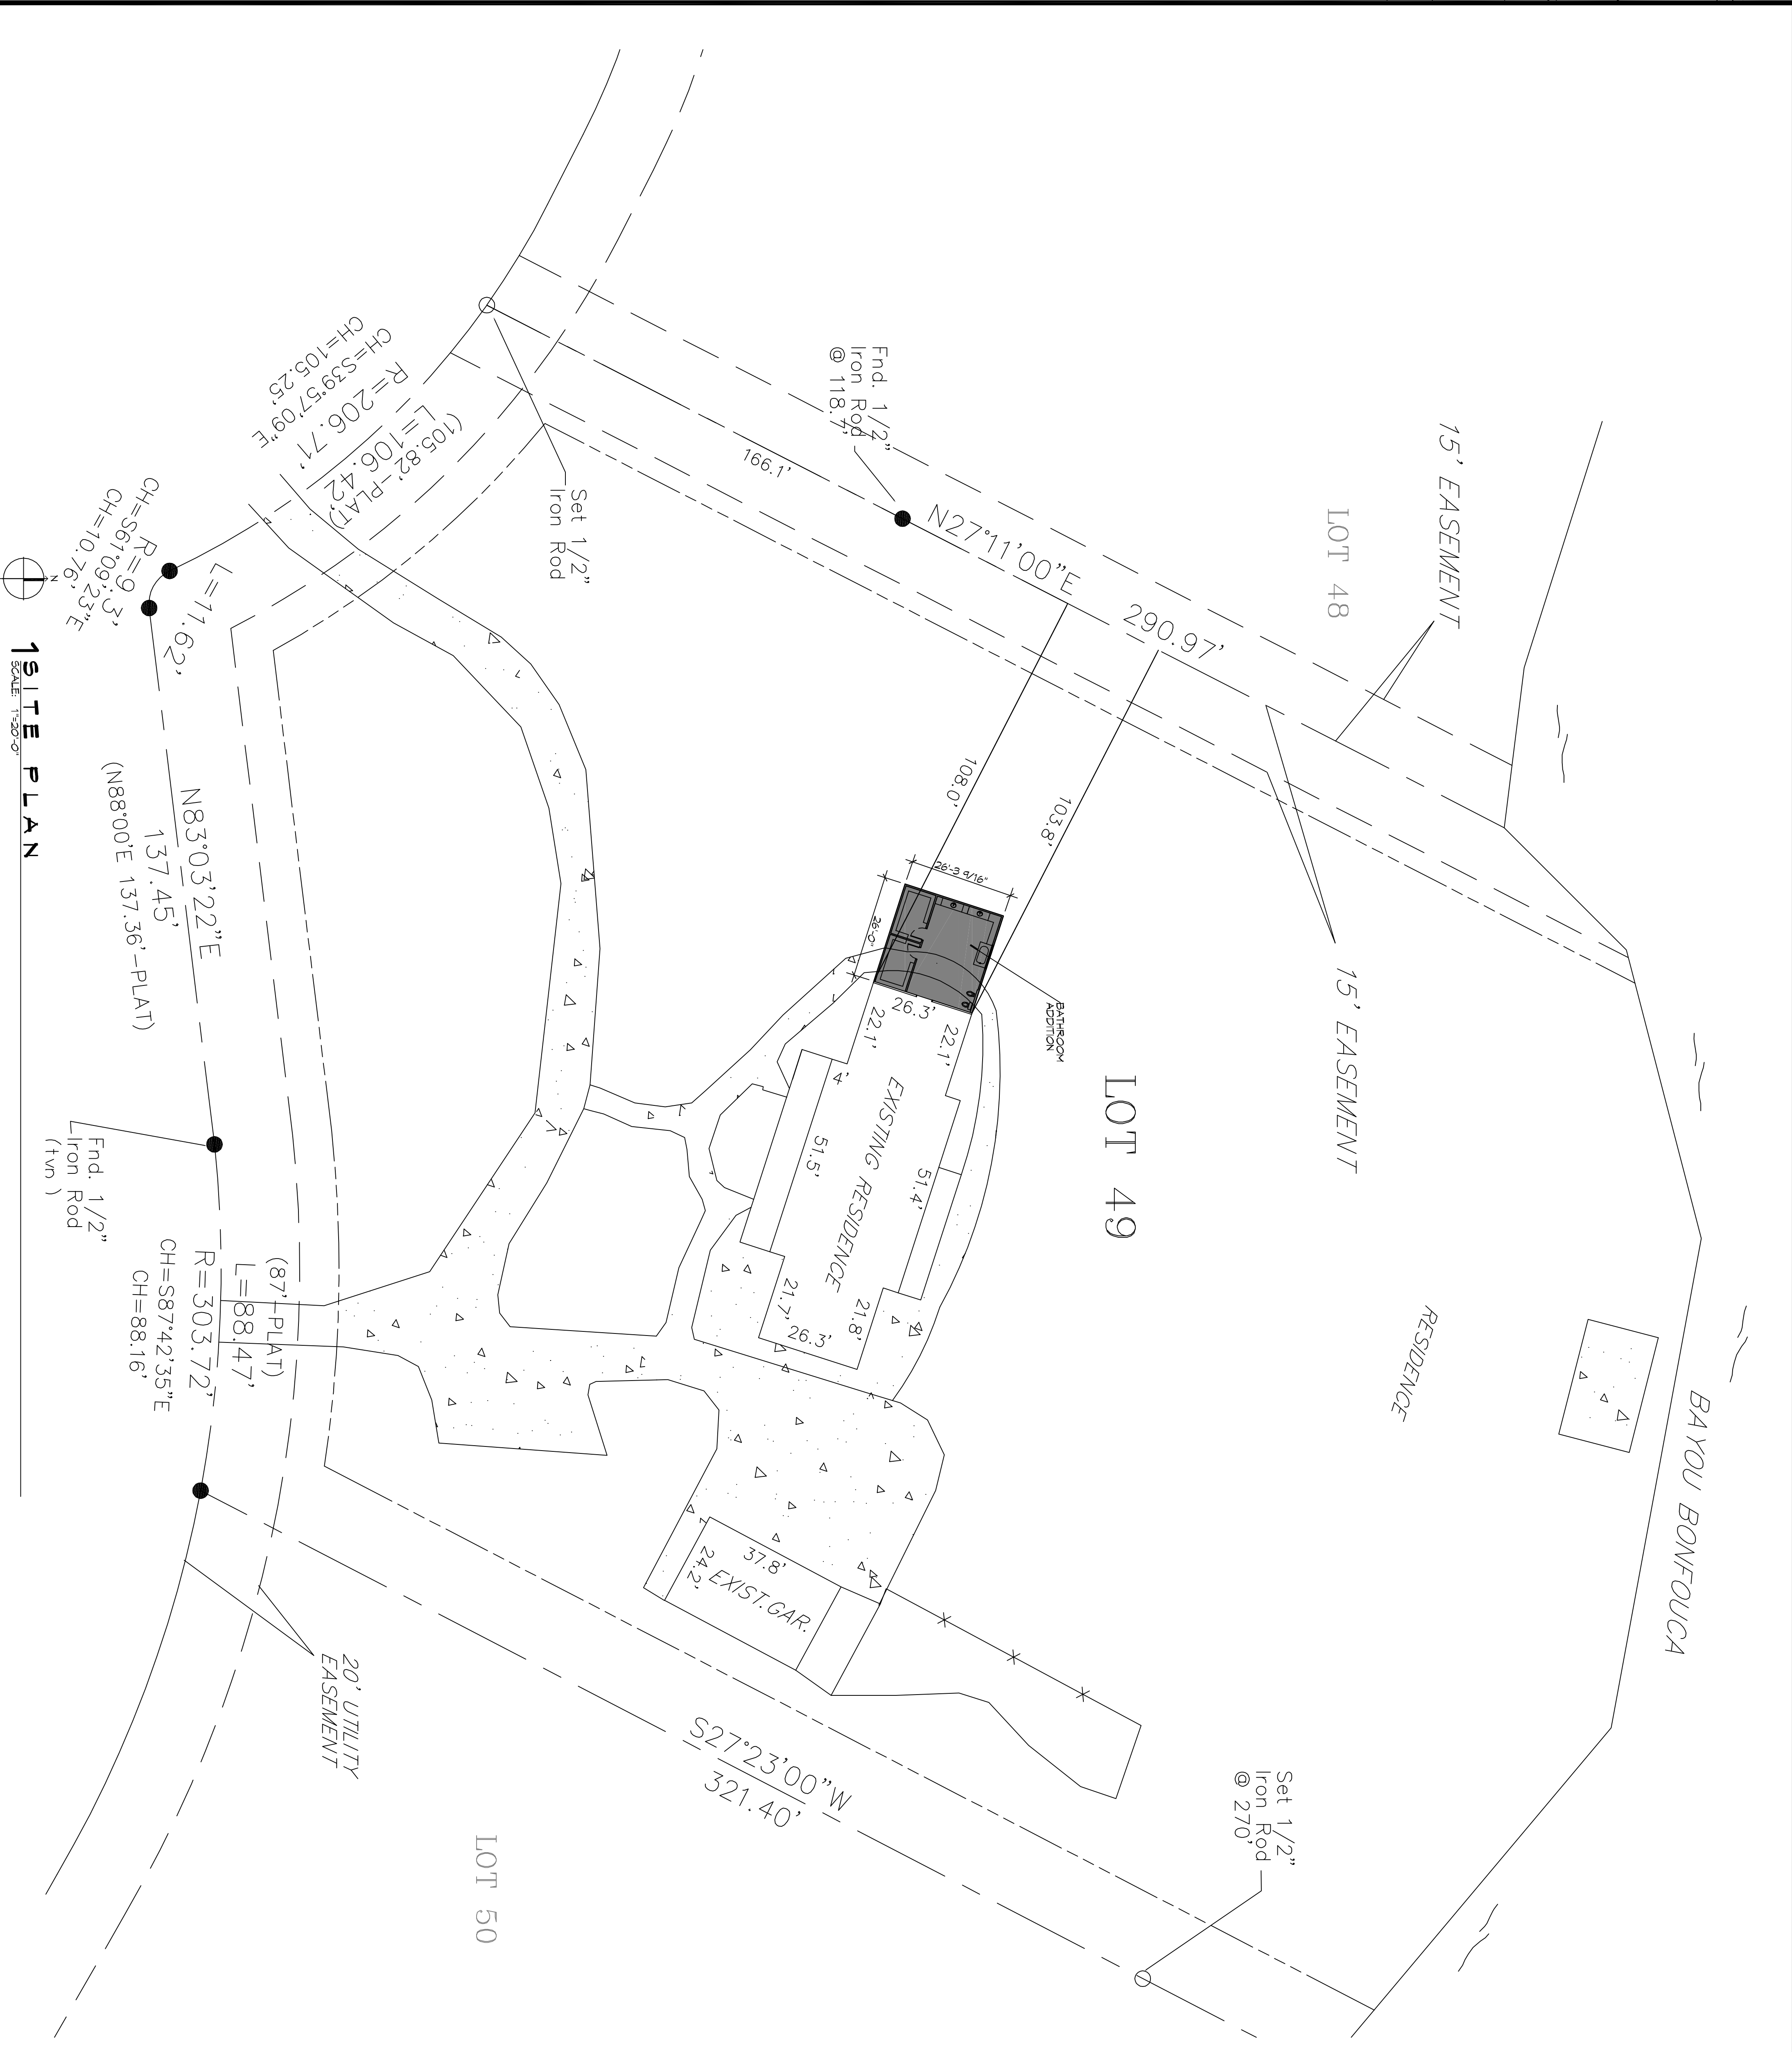 BAYOU BONFOUCA
15' EASEMENT
LOT 48
15' EASEMENT
RESIDENCE
N27°11'00"E
290.97'
166.1'
Fnd. 1/2"
Iron Rod
@ 118.7'
Set 1/2"
Iron Rod
@ 270'
LOT 49
BATHROOM
ADDITION
103.8'
108.0'
26'-3 9/16"
26'-0"
26.3'
22.1'
22.1'
4'
EXISTING RESIDENCE
51.4'
51.5'
21.8'
21.7'
26.3'
37.8'
24.2'
EXIST.GAR.
S27°23'00"W
321.40'
LOT 50
Set 1/2"
Iron Rod
(105.82'-PLAT)
L=106.42'
R=206.71'
CH=S39°57'09"E
CH=105.25'
L=11.62'
R=9.3'
CH=S61°09'23"E
CH=10.76'
N83°03'22"E
137.45'
(N88°00'E 137.36'-PLAT)
Fnd. 1/2"
Iron Rod
(87'-PLAT)
L=88.47'
R=303.72'
CH=S87°42'35"E
CH=88.16'
20' UTILITY
EASEMENT
N
1 SITE PLAN
SCALE: 1"=20'-0"